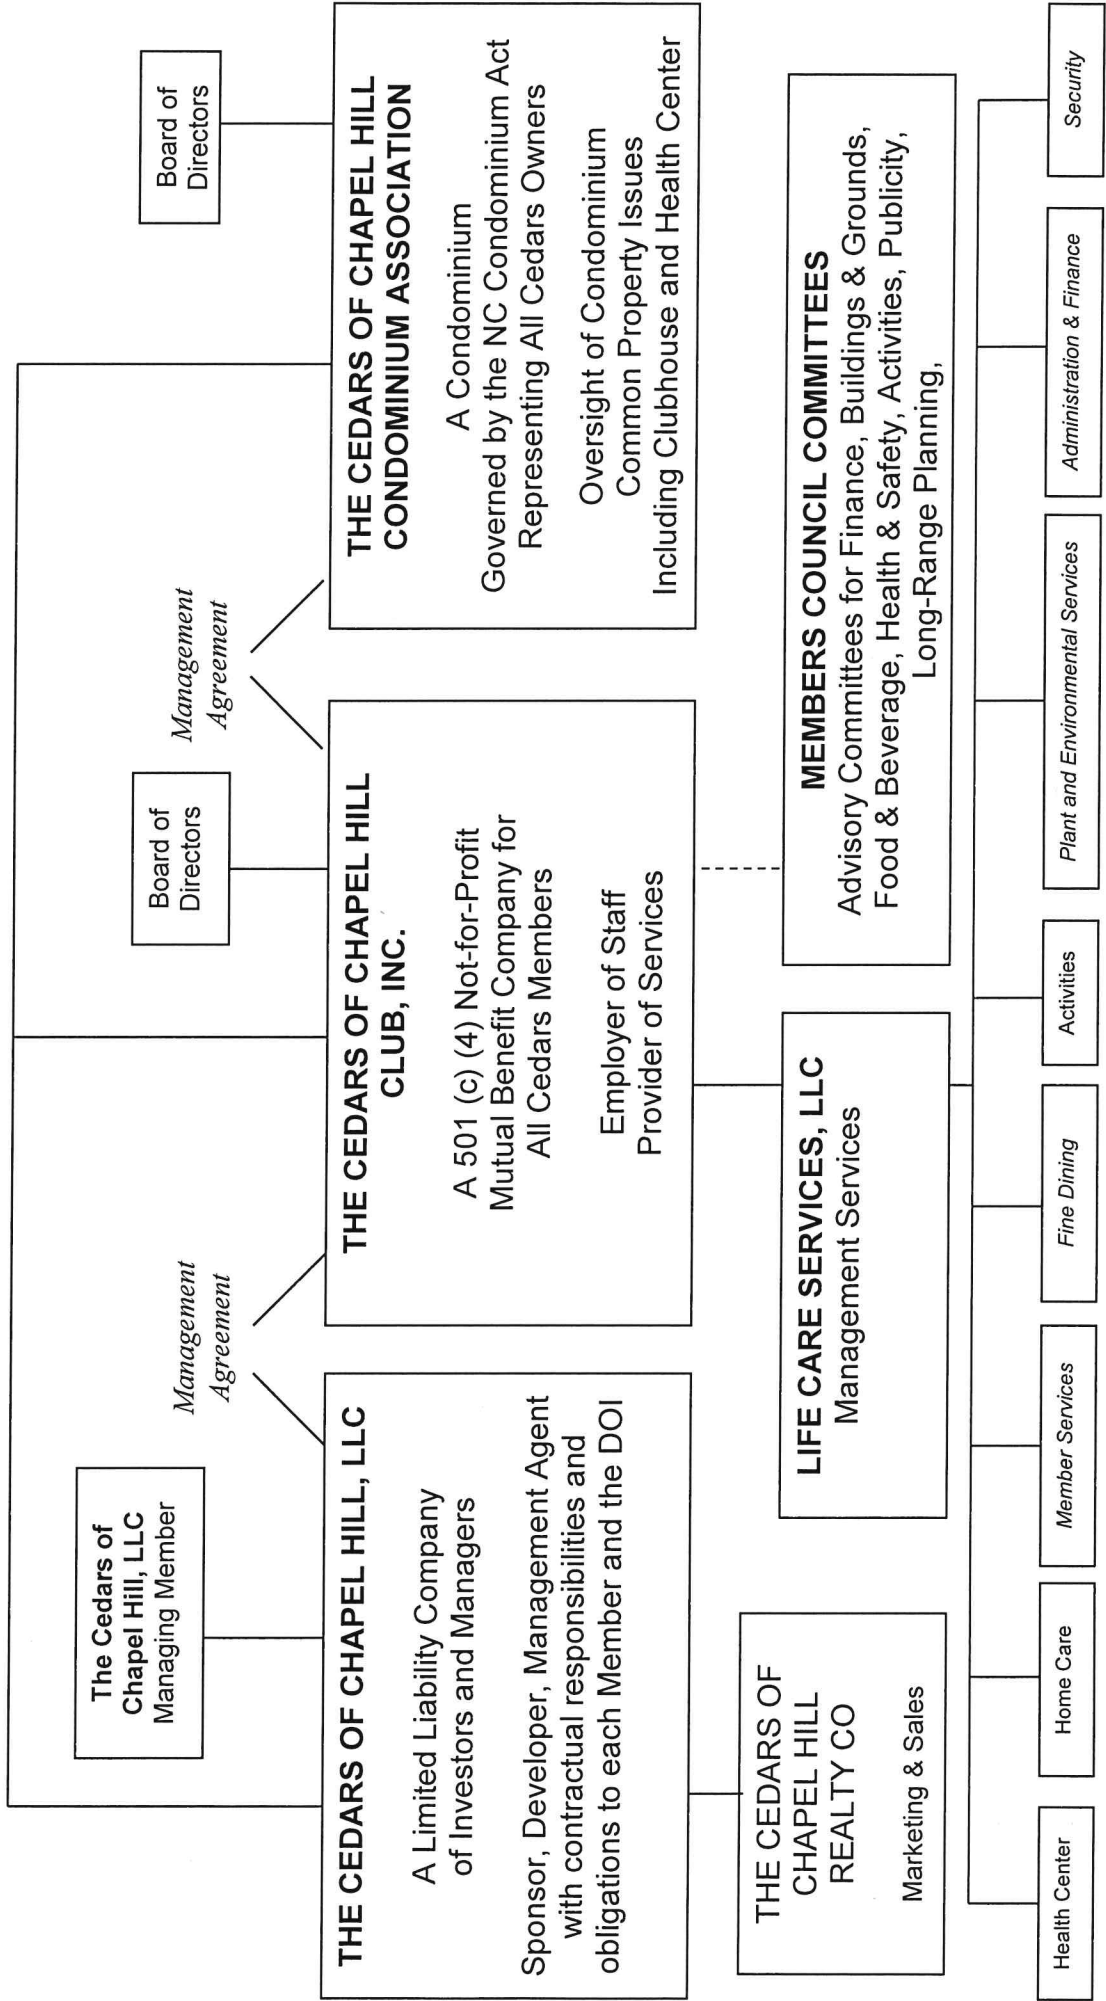 The Cedars of
Chapel Hill, LLC
Managing Member
Management
Agreement
Board of
Directors
Management
Agreement
Board of
Directors
THE CEDARS OF CHAPEL HILL, LLC
A Limited Liability Company
of Investors and Managers
Sponsor, Developer, Management Agent
with contractual responsibilities and
obligations to each Member and the DOI
THE CEDARS OF CHAPEL HILL
CLUB, INC.
A 501 (c) (4) Not-for-Profit
Mutual Benefit Company for
All Cedars Members
Employer of Staff
Provider of Services
THE CEDARS OF CHAPEL HILL
CONDOMINIUM ASSOCIATION
A Condominium
Governed by the NC Condominium Act
Representing All Cedars Owners
Oversight of Condominium
Common Property Issues
Including Clubhouse and Health Center
THE CEDARS OF
CHAPEL HILL
REALTY CO
Marketing & Sales
LIFE CARE SERVICES, LLC
Management Services
MEMBERS COUNCIL COMMITTEES
Advisory Committees for Finance, Buildings & Grounds,
Food & Beverage, Health & Safety, Activities, Publicity,
Long-Range Planning,
Health Center
Home Care
Member Services
Fine Dining
Activities
Plant and Environmental Services
Administration & Finance
Security